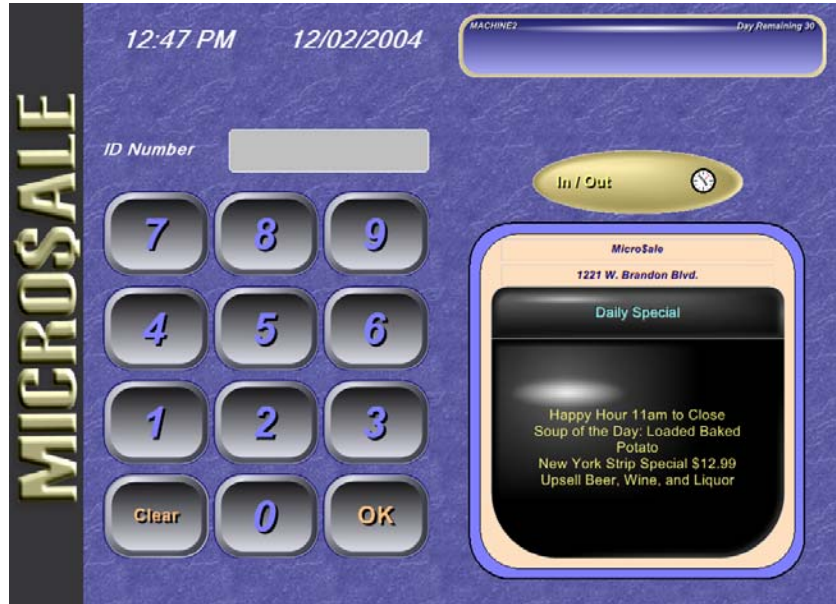 MICRO$ALE
12:47 PM 12/02/2004
MACHINE2 Day Remaining 30
ID Number
In / Out
7 8 9
4 5 6
1 2 3
Clear 0 OK
Micro$ale
1221 W. Brandon Blvd.
Daily Special
Happy Hour 11am to Close
Soup of the Day: Loaded Baked
Potato
New York Strip Special $12.99
Upsell Beer, Wine, and Liquor